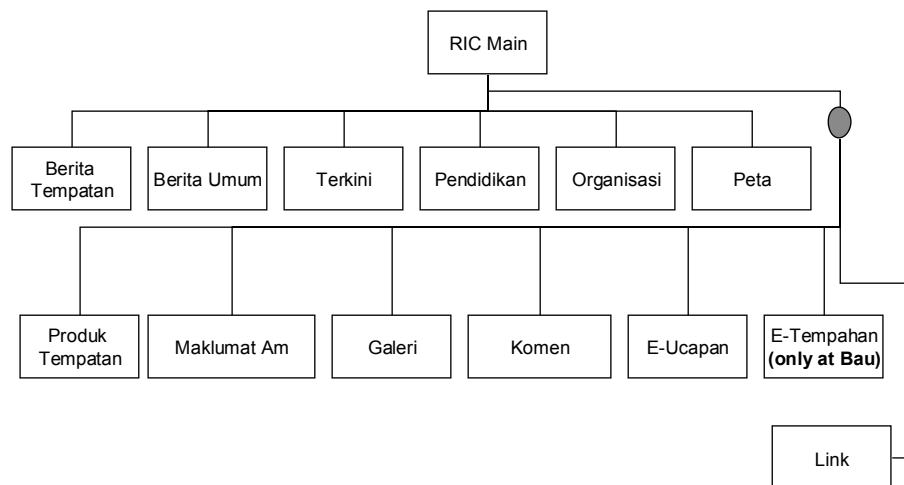 RIC Main
Berita
Tempatan
Berita Umum
Terkini
Pendidikan
Organisasi
Peta
Produk
Tempatan
Maklumat Am
Galeri
Komen
E-Ucapan
E-Tempahan
(only at Bau)
Link